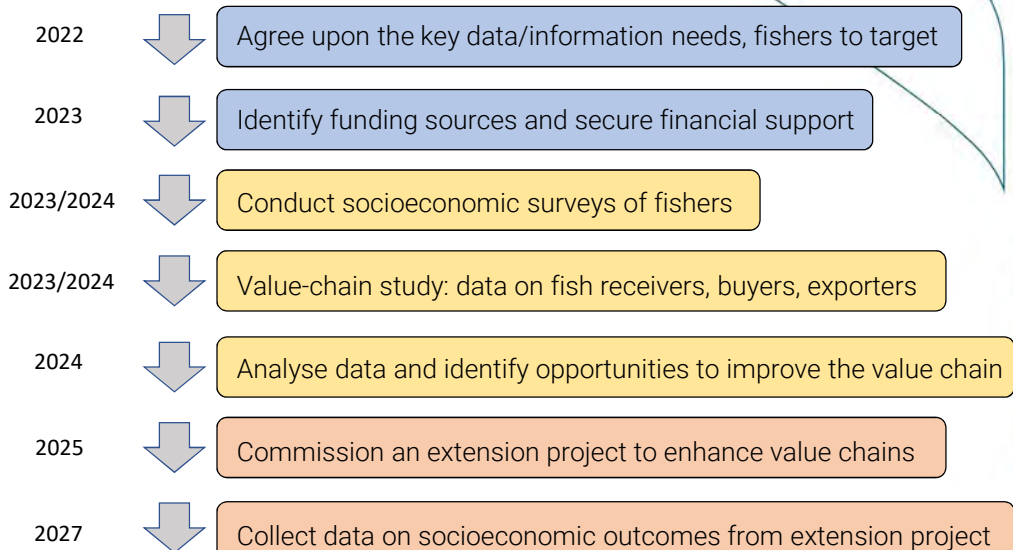 2022 Agree upon the key data/information needs, fishers to target
2023 Identify funding sources and secure financial support
2023/2024 Conduct socioeconomic surveys of fishers
2023/2024 Value-chain study: data on fish receivers, buyers, exporters
2024 Analyse data and identify opportunities to improve the value chain
2025 Commission an extension project to enhance value chains
2027 Collect data on socioeconomic outcomes from extension project